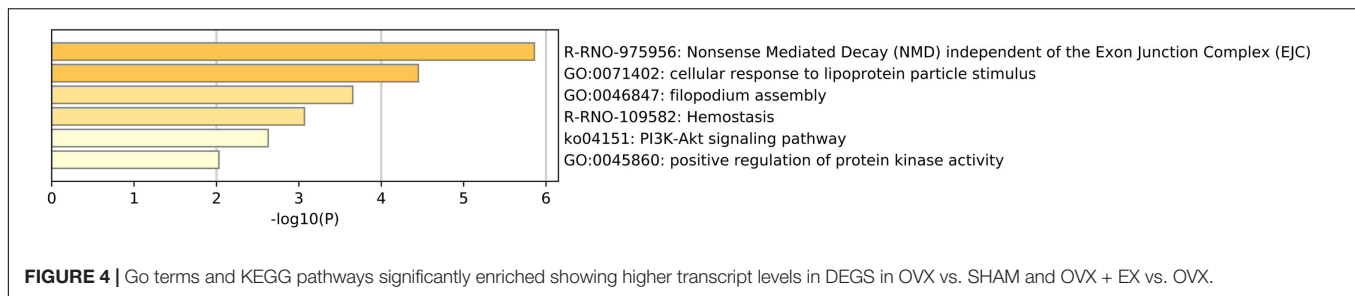 R-RNO-975956: Nonsense Mediated Decay (NMD) independent of the Exon Junction Complex (EJC)
GO:0071402: cellular response to lipoprotein particle stimulus
GO:0046847: filopodium assembly
R-RNO-109582: Hemostasis
ko04151: PI3K-Akt signaling pathway
GO:0045860: positive regulation of protein kinase activity
0 1 2 3 4 5 6
-log10(P)
FIGURE 4 | Go terms and KEGG pathways significantly enriched showing higher transcript levels in DEGS in OVX vs. SHAM and OVX + EX vs. OVX.